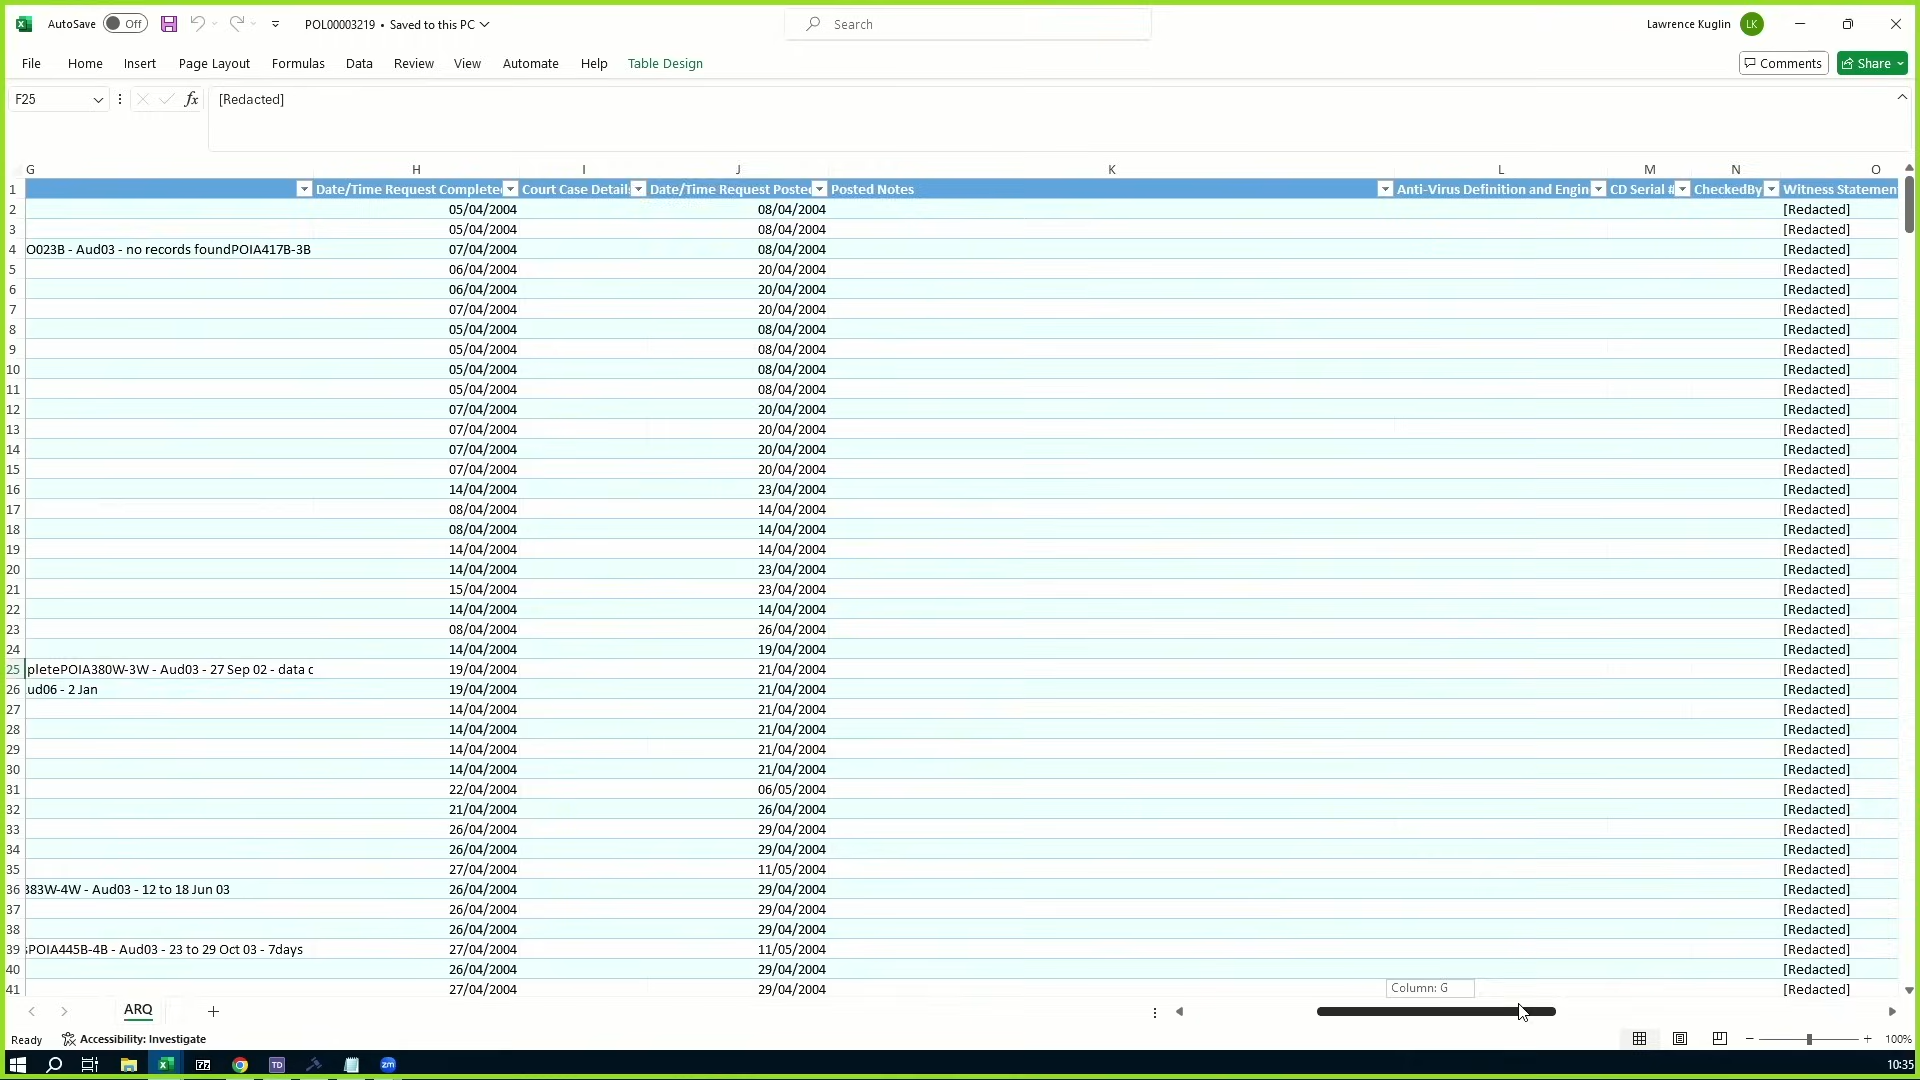 AutoSave Off POL00003219 • Saved to this PC Search Lawrence Kuglin LK
File Home Insert Page Layout Formulas Data Review View Automate Help Table Design Comments Share
F25 fx [Redacted]
G H I J K L M N O
1 Date/Time Request Complete Court Case Detail Date/Time Request Poste Posted Notes Anti-Virus Definition and Engin CD Serial # CheckedBy Witness Statemen
2 05/04/2004 08/04/2004 [Redacted]
3 05/04/2004 08/04/2004 [Redacted]
4 O023B - Aud03 - no records foundPOIA417B-3B 07/04/2004 08/04/2004 [Redacted]
5 06/04/2004 20/04/2004 [Redacted]
6 06/04/2004 20/04/2004 [Redacted]
7 07/04/2004 20/04/2004 [Redacted]
8 05/04/2004 08/04/2004 [Redacted]
9 05/04/2004 08/04/2004 [Redacted]
10 05/04/2004 08/04/2004 [Redacted]
11 05/04/2004 08/04/2004 [Redacted]
12 07/04/2004 20/04/2004 [Redacted]
13 07/04/2004 20/04/2004 [Redacted]
14 07/04/2004 20/04/2004 [Redacted]
15 07/04/2004 20/04/2004 [Redacted]
16 14/04/2004 23/04/2004 [Redacted]
17 08/04/2004 14/04/2004 [Redacted]
18 08/04/2004 14/04/2004 [Redacted]
19 14/04/2004 14/04/2004 [Redacted]
20 14/04/2004 23/04/2004 [Redacted]
21 15/04/2004 23/04/2004 [Redacted]
22 14/04/2004 14/04/2004 [Redacted]
23 08/04/2004 26/04/2004 [Redacted]
24 14/04/2004 19/04/2004 [Redacted]
25 pletePOIA380W-3W - Aud03 - 27 Sep 02 - data c 19/04/2004 21/04/2004 [Redacted]
26 ud06 - 2 Jan 19/04/2004 21/04/2004 [Redacted]
27 14/04/2004 21/04/2004 [Redacted]
28 14/04/2004 21/04/2004 [Redacted]
29 14/04/2004 21/04/2004 [Redacted]
30 14/04/2004 21/04/2004 [Redacted]
31 22/04/2004 06/05/2004 [Redacted]
32 21/04/2004 26/04/2004 [Redacted]
33 26/04/2004 29/04/2004 [Redacted]
34 26/04/2004 29/04/2004 [Redacted]
35 27/04/2004 11/05/2004 [Redacted]
36 383W-4W - Aud03 - 12 to 18 Jun 03 26/04/2004 29/04/2004 [Redacted]
37 26/04/2004 29/04/2004 [Redacted]
38 26/04/2004 29/04/2004 [Redacted]
39 POIA445B-4B - Aud03 - 23 to 29 Oct 03 - 7days 27/04/2004 11/05/2004 [Redacted]
40 26/04/2004 29/04/2004 [Redacted]
41 27/04/2004 29/04/2004 [Redacted]
Column: G
ARQ
Ready Accessibility: Investigate 100%
7z TD zm 10:35